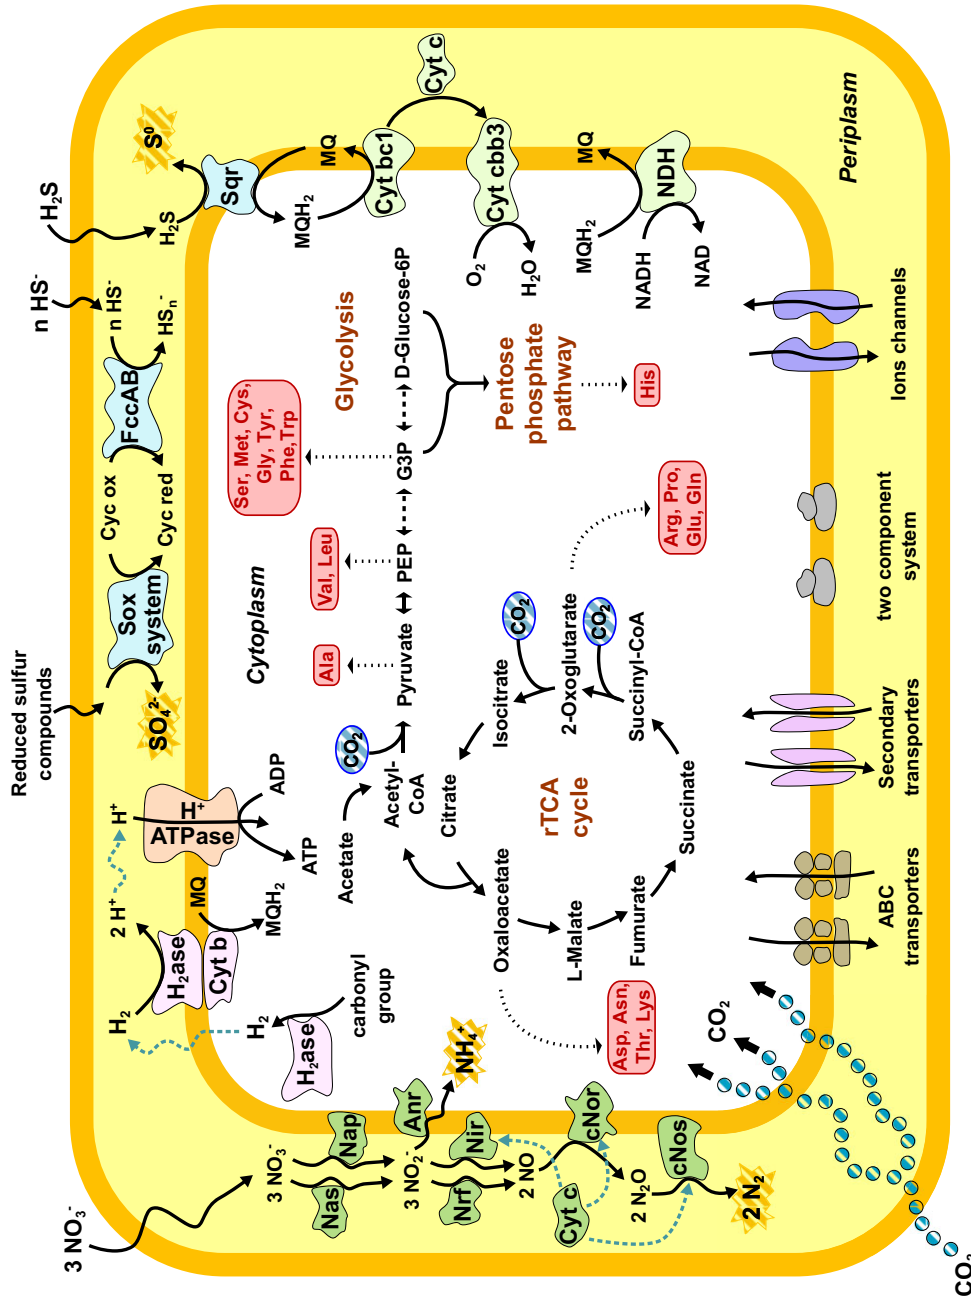 3 NO₃⁻
3 NO₃⁻
Nas
Nap
3 NO₂⁻
Anr
NH₄⁺
Nrf
Nir
2 NO
Cyt c
cNor
2 N₂O
cNos
2 N₂
H₂
H₂ase
2 H⁺
H⁺
Cyt b
MQ
MQH2
H₂
H₂ase
carbonyl
group
H⁺
ATPase
ADP
ATP
Reduced sulfur
compounds
SO₄²⁻
Sox
system
Cyc ox
Cyc red
FccAB
n HS⁻
n HS⁻
HSₙ⁻
H₂S
H₂S
S⁰
Sqr
MQH2
MQ
Cyt bc1
Cyt c
Cyt cbb3
O₂
H₂O
MQH2
MQ
NDH
NADH
NAD
Periplasm
Cytoplasm
Acetate
Acetyl-
CoA
CO₂
Pyruvate
PEP
G3P
D-Glucose-6P
Ala
Val, Leu
Ser, Met, Cys,
Gly, Tyr,
Phe,Trp
Glycolysis
Pentose
phosphate
pathway
His
rTCA
cycle
Citrate
Isocitrate
CO₂
2-Oxoglutarate
CO₂
Succinyl-CoA
Succinate
Fumurate
L-Malate
Oxaloacetate
Asp, Asn,
Thr, Lys
Arg, Pro,
Glu, Gln
CO₂
CO₂
ABC
transporters
Secondary
transporters
two component
system
Ions channels